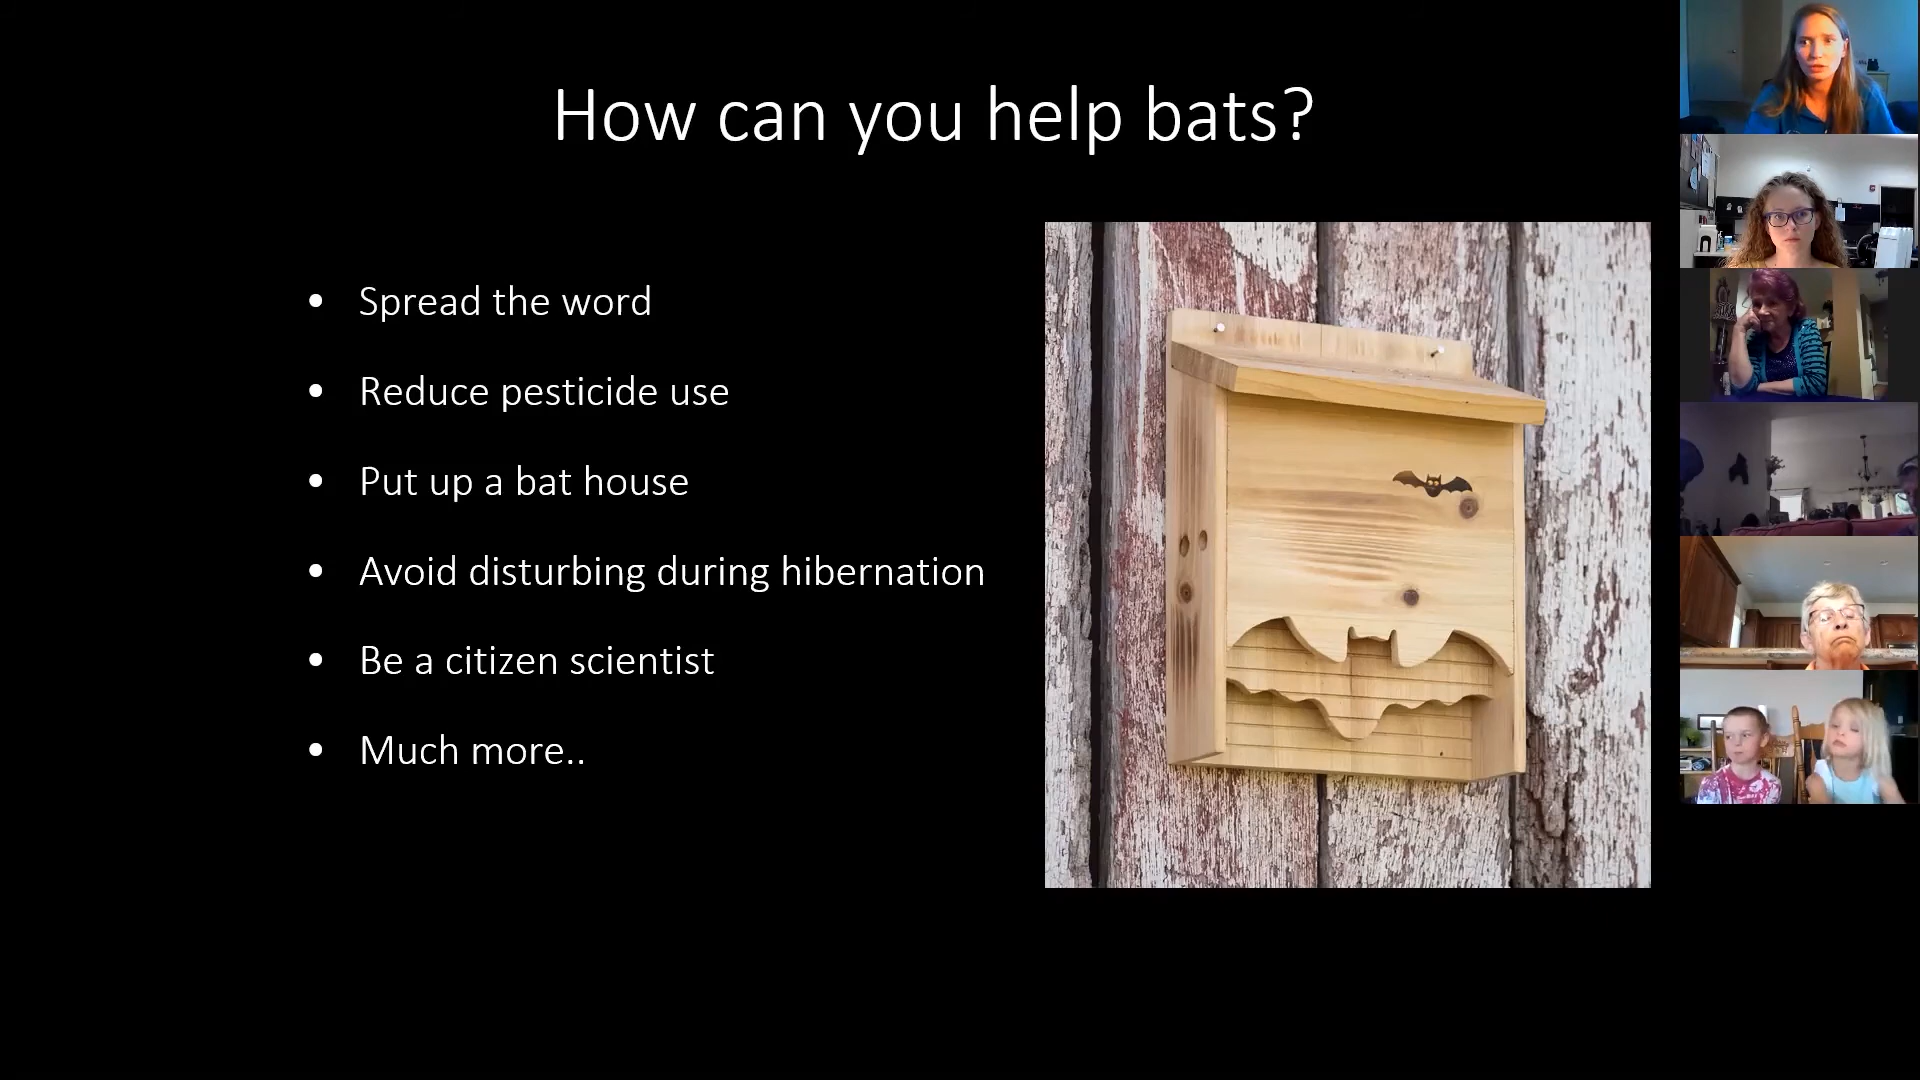 How can you help bats?
• Spread the word
• Reduce pesticide use
• Put up a bat house
• Avoid disturbing during hibernation
• Be a citizen scientist
• Much more..